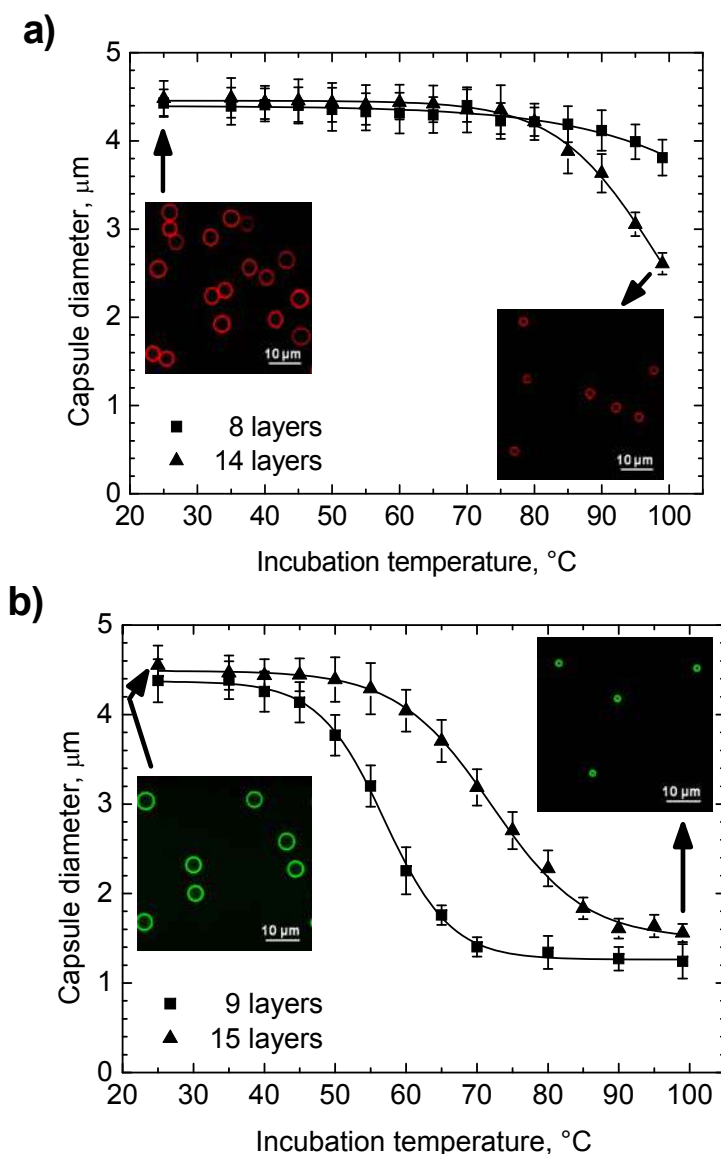 a)
5
4
3
2
1
0
Capsule diameter, μm
10 μm
10 μm
8 layers
14 layers
20 30 40 50 60 70 80 90 100
Incubation temperature, °C
b)
5
4
3
2
1
0
Capsule diameter, μm
10 μm
10 μm
9 layers
15 layers
20 30 40 50 60 70 80 90 100
Incubation temperature, °C